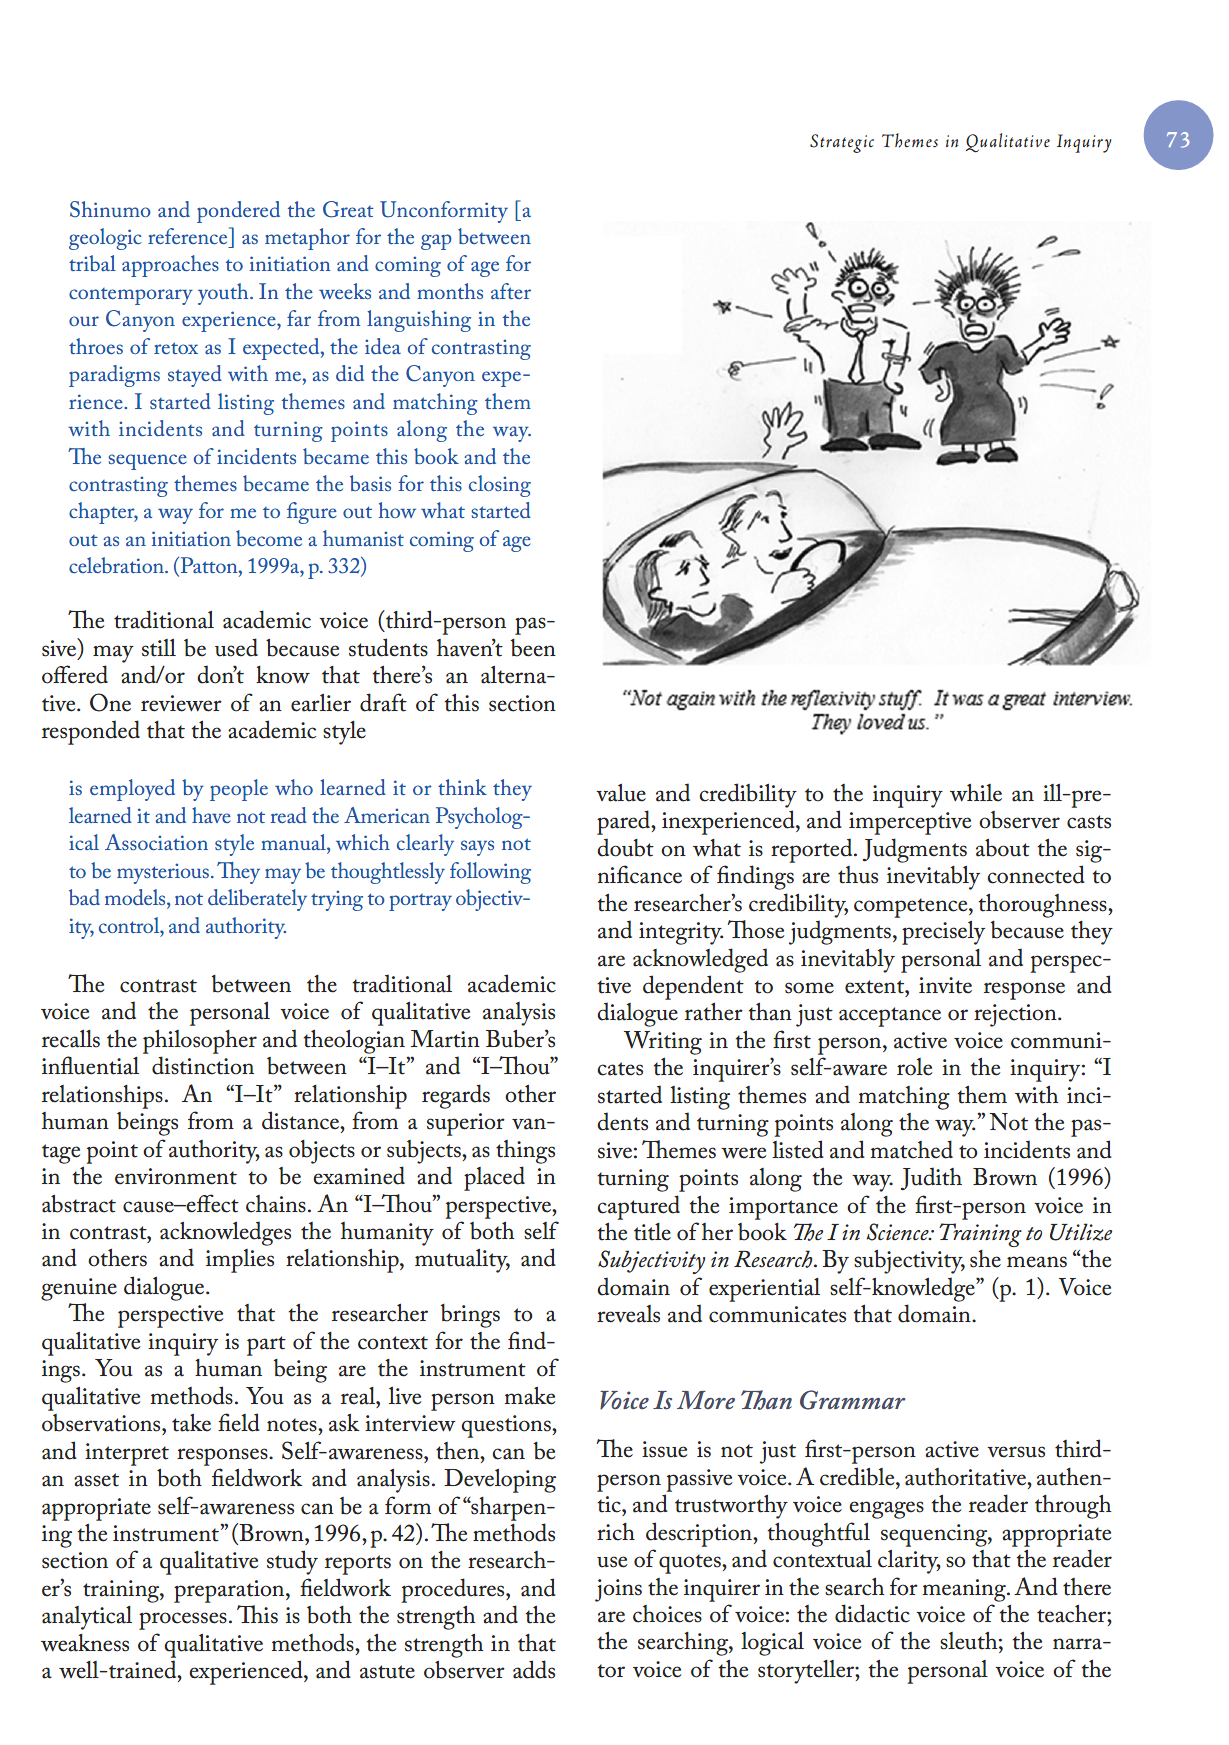 Strategic Themes in Qualitative Inquiry
73
Shinumo and pondered the Great Unconformity [a
geologic reference] as metaphor for the gap between
tribal approaches to initiation and coming of age for
contemporary youth. In the weeks and months after
our Canyon experience, far from languishing in the
throes of retox as I expected, the idea of contrasting
paradigms stayed with me, as did the Canyon expe-
rience. I started listing themes and matching them
with incidents and turning points along the way.
The sequence of incidents became this book and the
contrasting themes became the basis for this closing
chapter, a way for me to figure out how what started
out as an initiation become a humanist coming of age
celebration. (Patton, 1999a, p. 332)
The traditional academic voice (third-person pas-
sive) may still be used because students haven’t been
offered and/or don’t know that there’s an alterna-
tive. One reviewer of an earlier draft of this section
responded that the academic style
is employed by people who learned it or think they
learned it and have not read the American Psycholog-
ical Association style manual, which clearly says not
to be mysterious. They may be thoughtlessly following
bad models, not deliberately trying to portray objectiv-
ity, control, and authority.
The contrast between the traditional academic
voice and the personal voice of qualitative analysis
recalls the philosopher and theologian Martin Buber’s
influential distinction between “I–It” and “I–Thou”
relationships. An “I–It” relationship regards other
human beings from a distance, from a superior van-
tage point of authority, as objects or subjects, as things
in the environment to be examined and placed in
abstract cause–effect chains. An “I–Thou” perspective,
in contrast, acknowledges the humanity of both self
and others and implies relationship, mutuality, and
genuine dialogue.
The perspective that the researcher brings to a
qualitative inquiry is part of the context for the find-
ings. You as a human being are the instrument of
qualitative methods. You as a real, live person make
observations, take field notes, ask interview questions,
and interpret responses. Self-awareness, then, can be
an asset in both fieldwork and analysis. Developing
appropriate self-awareness can be a form of “sharpen-
ing the instrument” (Brown, 1996, p. 42). The methods
section of a qualitative study reports on the research-
er’s training, preparation, fieldwork procedures, and
analytical processes. This is both the strength and the
weakness of qualitative methods, the strength in that
a well-trained, experienced, and astute observer adds
“Not again with the reflexivity stuff. It was a great interview.
They loved us.”
value and credibility to the inquiry while an ill-pre-
pared, inexperienced, and imperceptive observer casts
doubt on what is reported. Judgments about the sig-
nificance of findings are thus inevitably connected to
the researcher’s credibility, competence, thoroughness,
and integrity. Those judgments, precisely because they
are acknowledged as inevitably personal and perspec-
tive dependent to some extent, invite response and
dialogue rather than just acceptance or rejection.
Writing in the first person, active voice communi-
cates the inquirer’s self-aware role in the inquiry: “I
started listing themes and matching them with inci-
dents and turning points along the way.” Not the pas-
sive: Themes were listed and matched to incidents and
turning points along the way. Judith Brown (1996)
captured the importance of the first-person voice in
the title of her book The I in Science: Training to Utilize
Subjectivity in Research. By subjectivity, she means “the
domain of experiential self-knowledge” (p. 1). Voice
reveals and communicates that domain.
Voice Is More Than Grammar
The issue is not just first-person active versus third-
person passive voice. A credible, authoritative, authen-
tic, and trustworthy voice engages the reader through
rich description, thoughtful sequencing, appropriate
use of quotes, and contextual clarity, so that the reader
joins the inquirer in the search for meaning. And there
are choices of voice: the didactic voice of the teacher;
the searching, logical voice of the sleuth; the narra-
tor voice of the storyteller; the personal voice of the